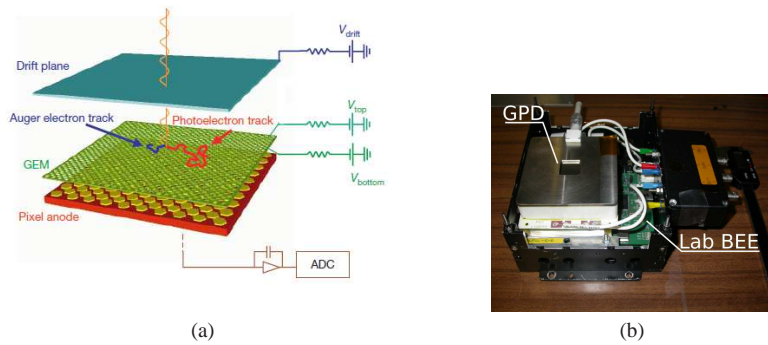 V_drift
Drift plane
Auger electron track
Photoelectron track
V_top
GEM
V_bottom
Pixel anode
ADC
(a)
GPD
Lab BEE
(b)